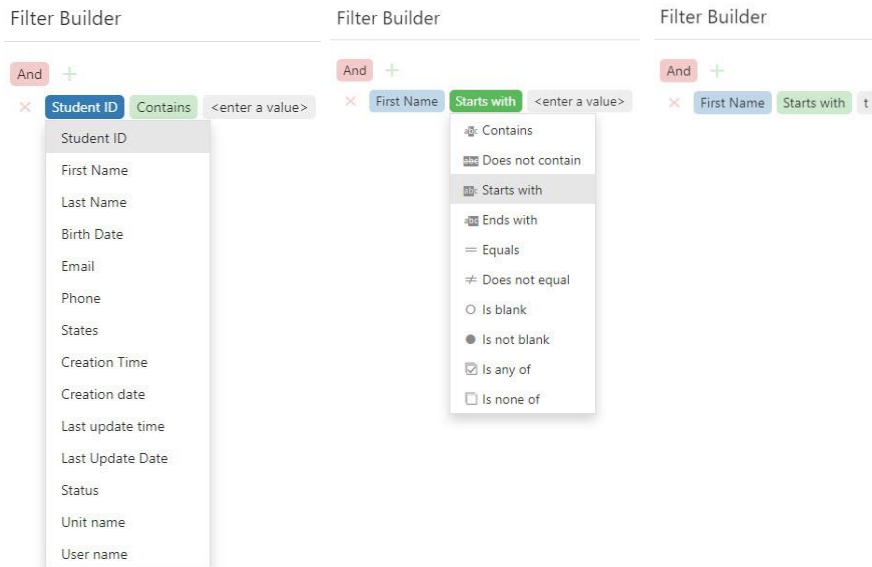 Filter Builder
And +
× Student ID Contains <enter a value>
Student ID
First Name
Last Name
Birth Date
Email
Phone
States
Creation Time
Creation date
Last update time
Last Update Date
Status
Unit name
User name
Filter Builder
And +
× First Name Starts with <enter a value>
Contains
Does not contain
Starts with
Ends with
= Equals
≠ Does not equal
Is blank
Is not blank
Is any of
Is none of
Filter Builder
And +
× First Name Starts with t